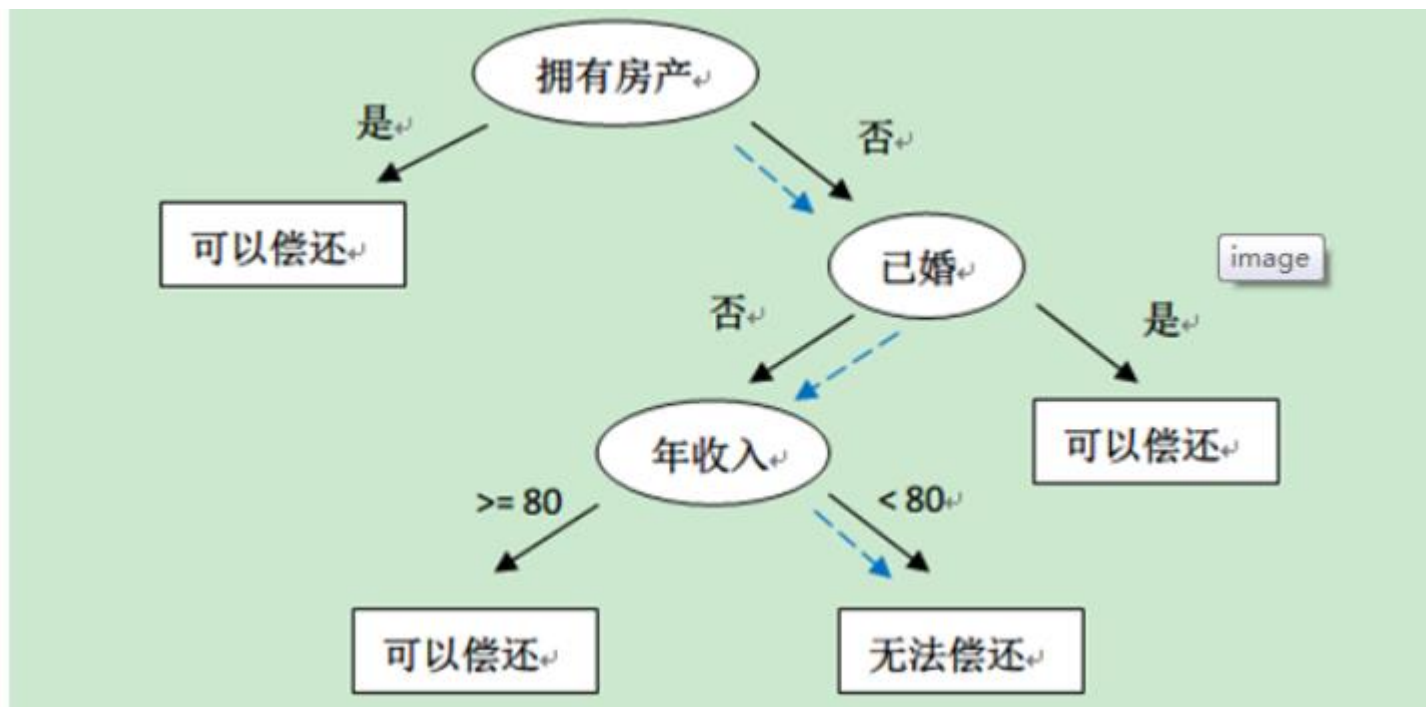 拥有房产
是
否
可以偿还
已婚
image
否
是
年收入
可以偿还
>= 80
< 80
可以偿还
无法偿还